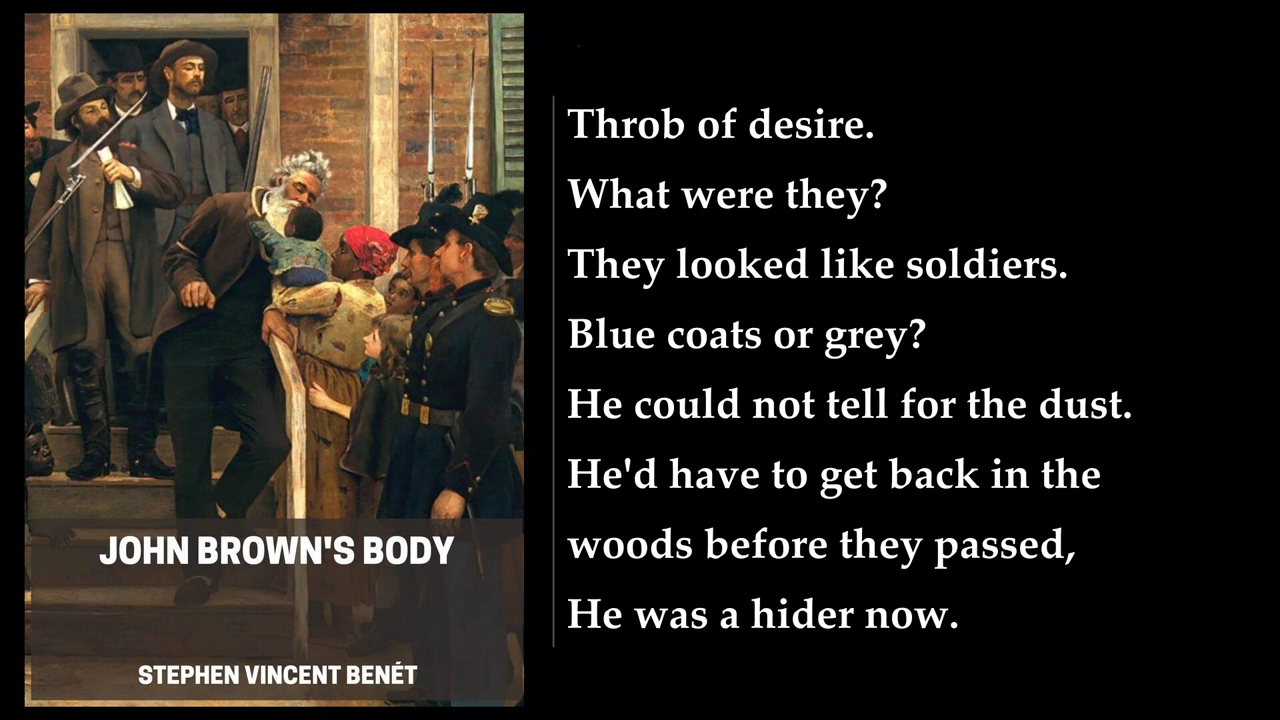 JOHN BROWN'S BODY
STEPHEN VINCENT BENÉT
Throb of desire.
What were they?
They looked like soldiers.
Blue coats or grey?
He could not tell for the dust.
He'd have to get back in the
woods before they passed,
He was a hider now.